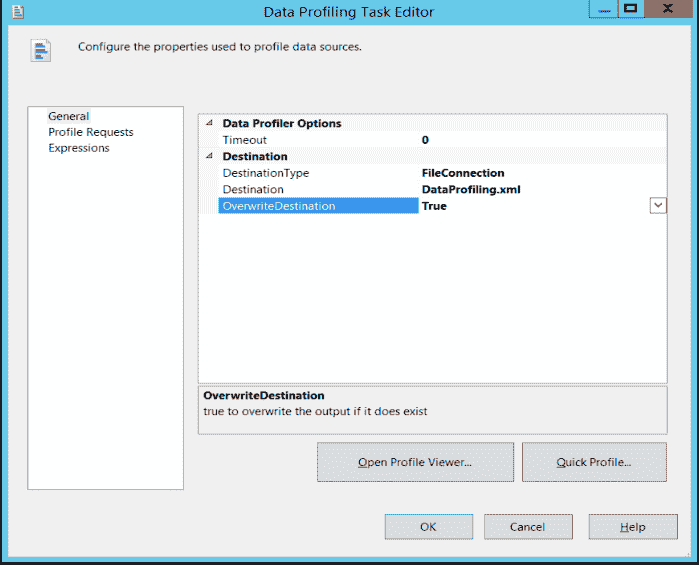 Data Profiling Task Editor
Configure the properties used to profile data sources.
General
Profile Requests
Expressions
Data Profiler Options
Timeout 0
Destination
DestinationType FileConnection
Destination DataProfiling.xml
OverwriteDestination True
OverwriteDestination
true to overwrite the output if it does exist
Open Profile Viewer...
Quick Profile...
OK
Cancel
Help